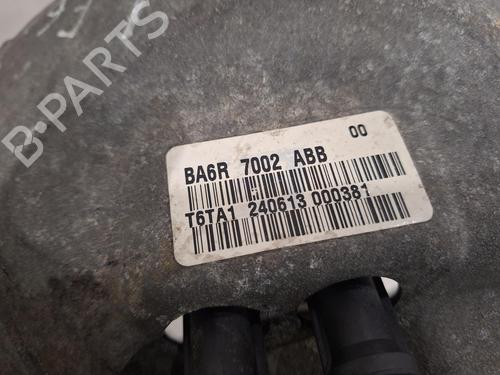 B-PARTS
00
BA6R 7002 ABB
T6TA1 240613 000381